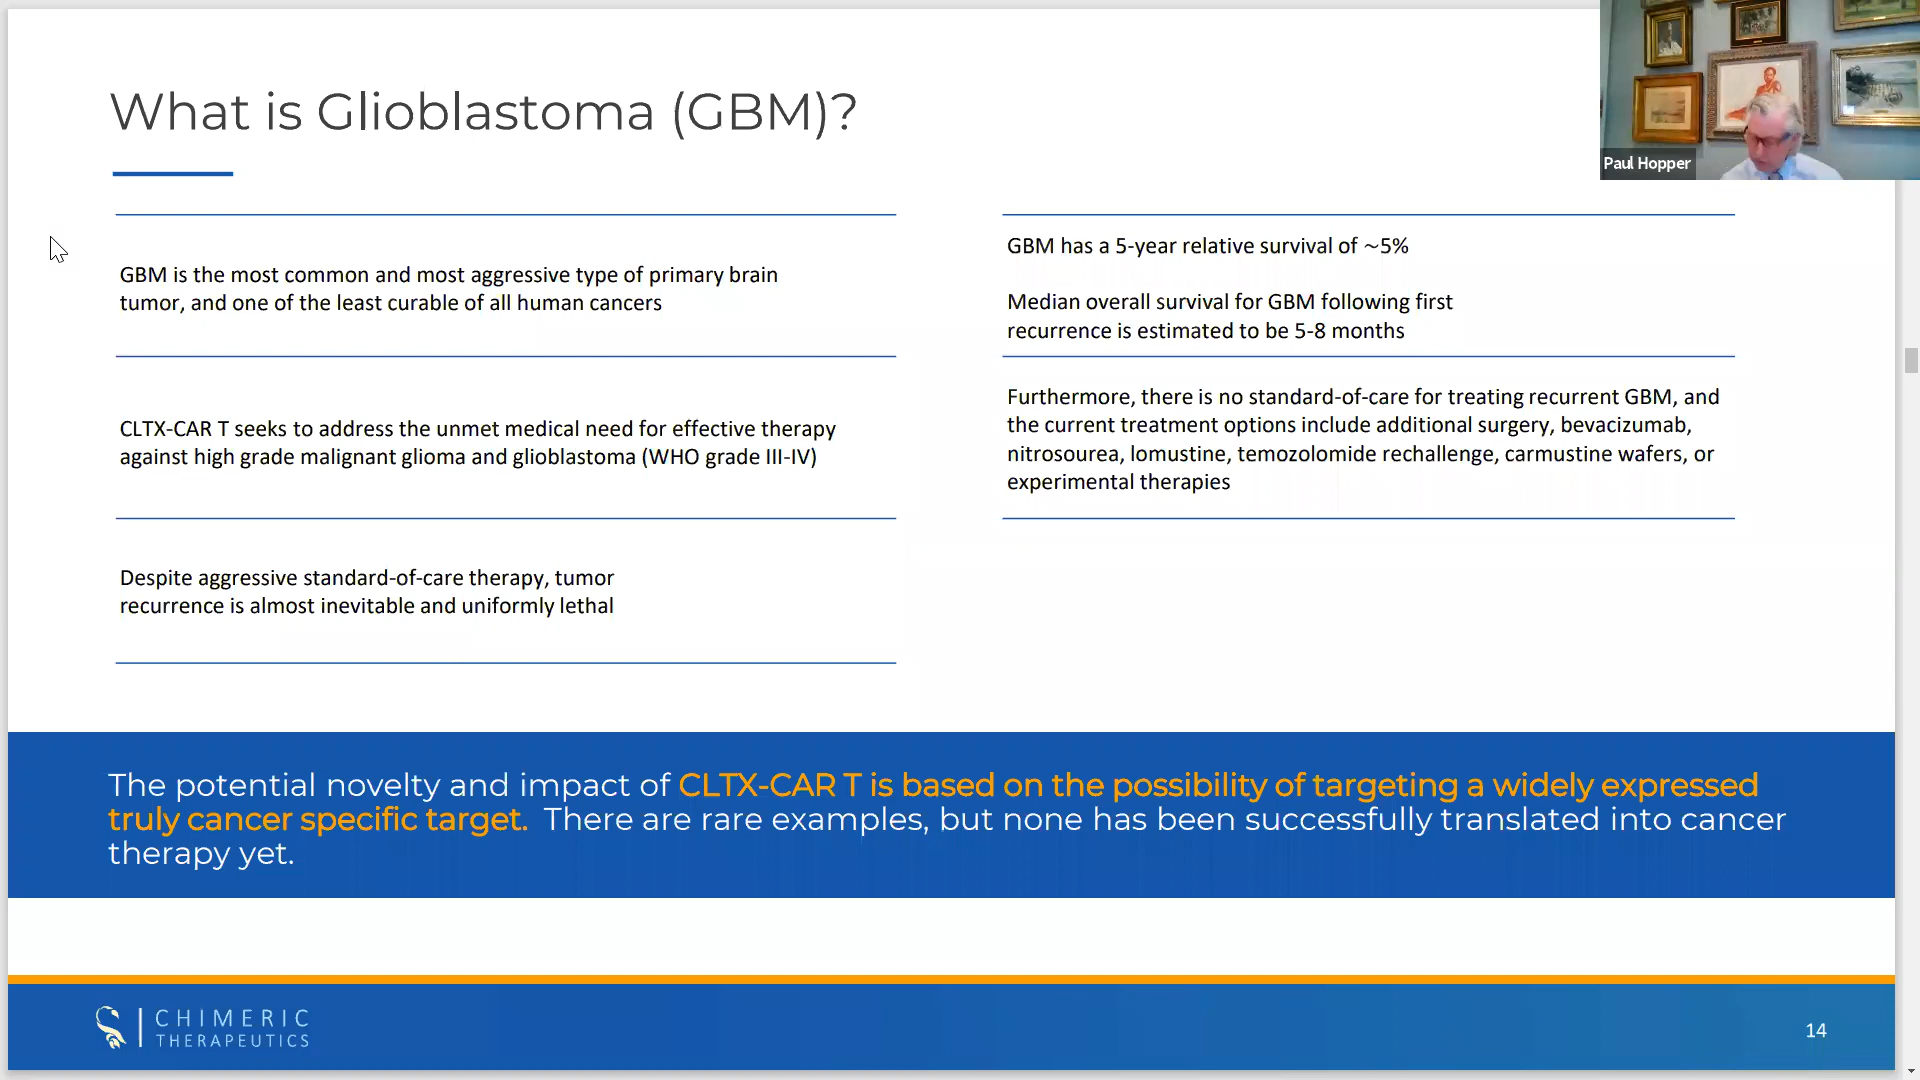 What is Glioblastoma (GBM)?
Paul Hopper
GBM is the most common and most aggressive type of primary brain
tumor, and one of the least curable of all human cancers
CLTX-CAR T seeks to address the unmet medical need for effective therapy
against high grade malignant glioma and glioblastoma (WHO grade III-IV)
Despite aggressive standard-of-care therapy, tumor
recurrence is almost inevitable and uniformly lethal
GBM has a 5-year relative survival of ~5%
Median overall survival for GBM following first
recurrence is estimated to be 5-8 months
Furthermore, there is no standard-of-care for treating recurrent GBM, and
the current treatment options include additional surgery, bevacizumab,
nitrosourea, lomustine, temozolomide rechallenge, carmustine wafers, or
experimental therapies
The potential novelty and impact of CLTX-CAR T is based on the possibility of targeting a widely expressed
truly cancer specific target. There are rare examples, but none has been successfully translated into cancer
therapy yet.
CHIMERIC
THERAPEUTICS
14